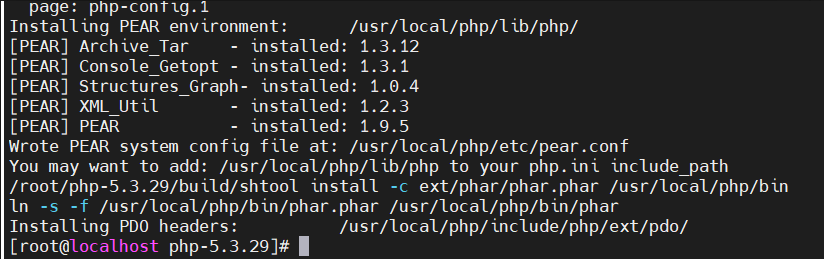 page: php-config.1
Installing PEAR environment:      /usr/local/php/lib/php/
[PEAR] Archive_Tar    - installed: 1.3.12
[PEAR] Console_Getopt - installed: 1.3.1
[PEAR] Structures_Graph- installed: 1.0.4
[PEAR] XML_Util       - installed: 1.2.3
[PEAR] PEAR           - installed: 1.9.5
Wrote PEAR system config file at: /usr/local/php/etc/pear.conf
You may want to add: /usr/local/php/lib/php to your php.ini include_path
/root/php-5.3.29/build/shtool install -c ext/phar/phar.phar /usr/local/php/bin
ln -s -f /usr/local/php/bin/phar.phar /usr/local/php/bin/phar
Installing PDO headers:          /usr/local/php/include/php/ext/pdo/
[root@localhost php-5.3.29]#